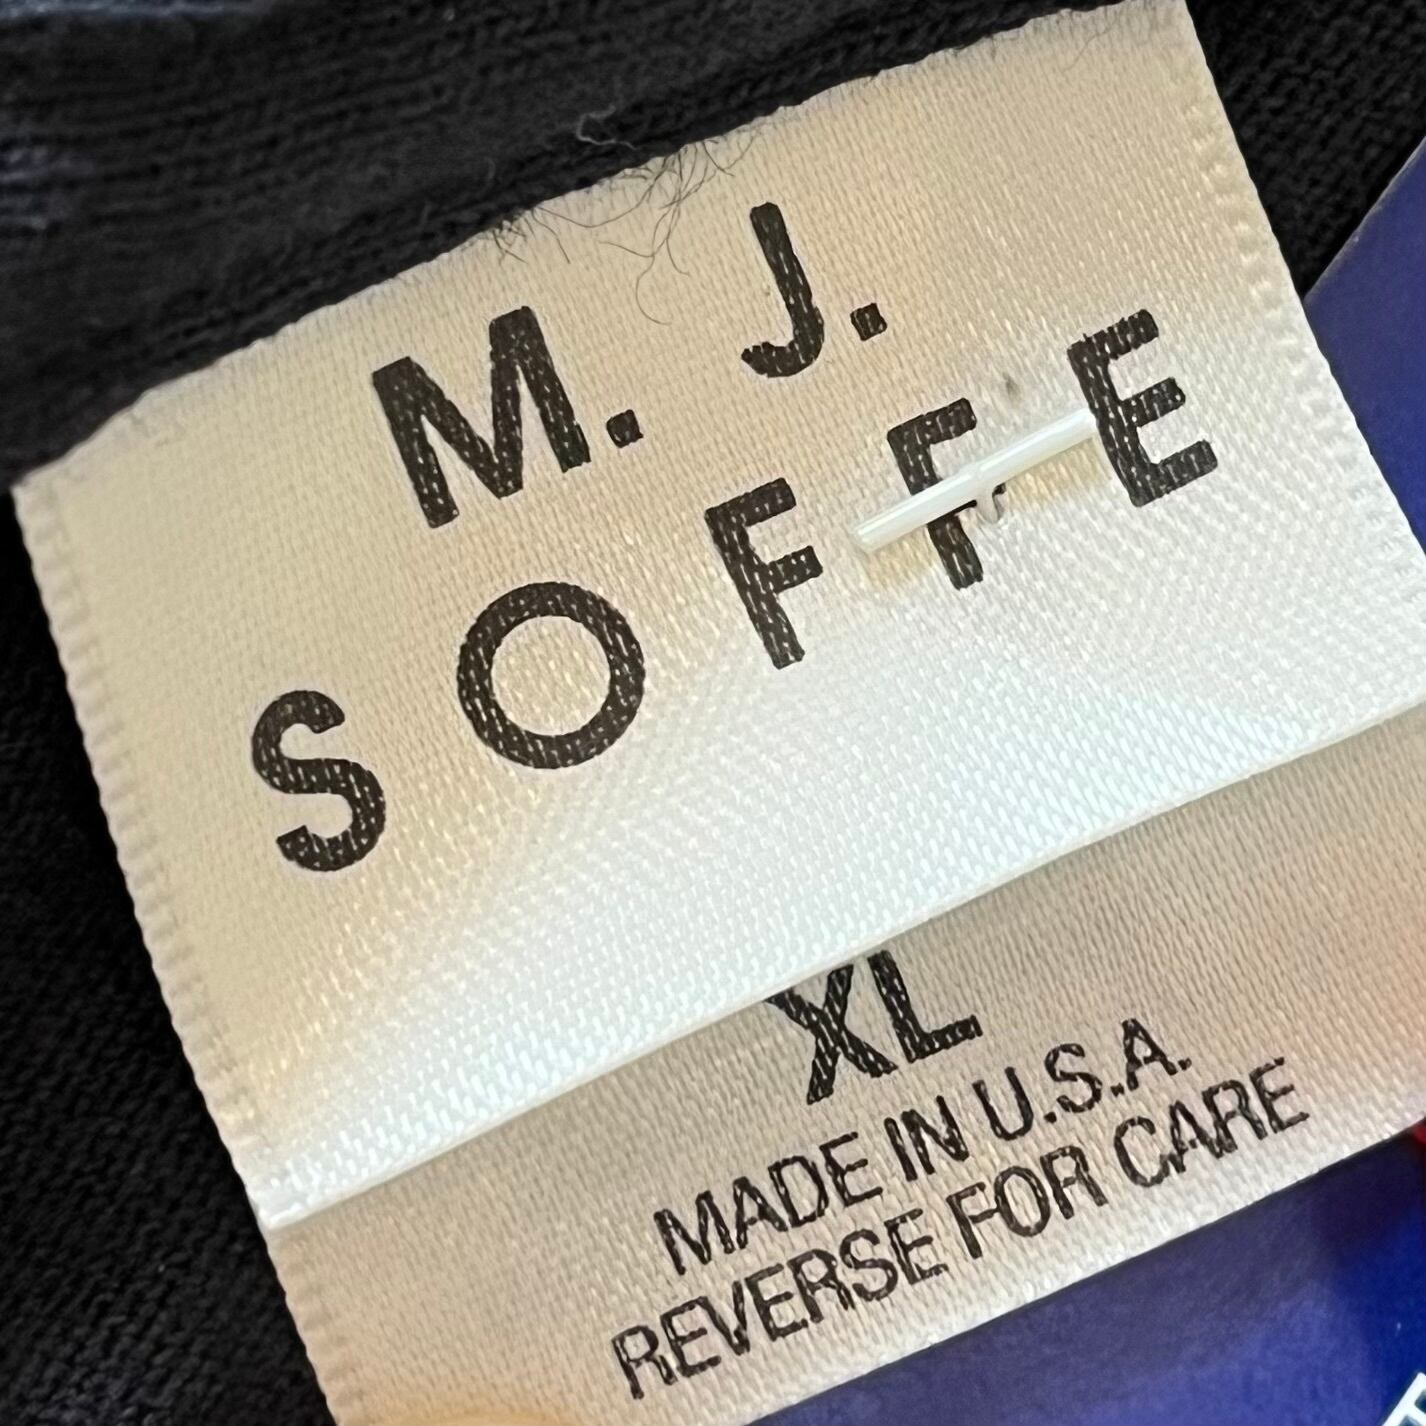 M. J.
SOFFE
XL
MADE IN U.S.A.
REVERSE FOR CARE